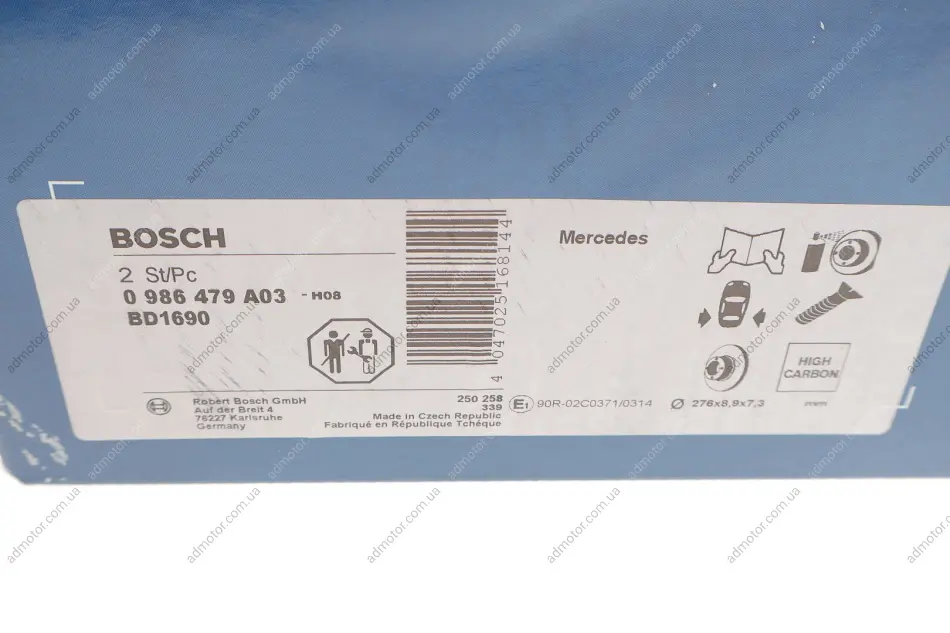 BOSCH
2 St/Pc
0 986 479 A03 - H08
BD1690
4 047025 168144
Mercedes
HIGH
CARBON
Robert Bosch GmbH
Auf der Breit 4
76227 Karlsruhe
Germany
250 258
339
Made in Czech Republic
Fabriqué en République Tchèque
E1 90R-02C0371/0314
Ø 276x8,9x7,3
admotor.com.ua